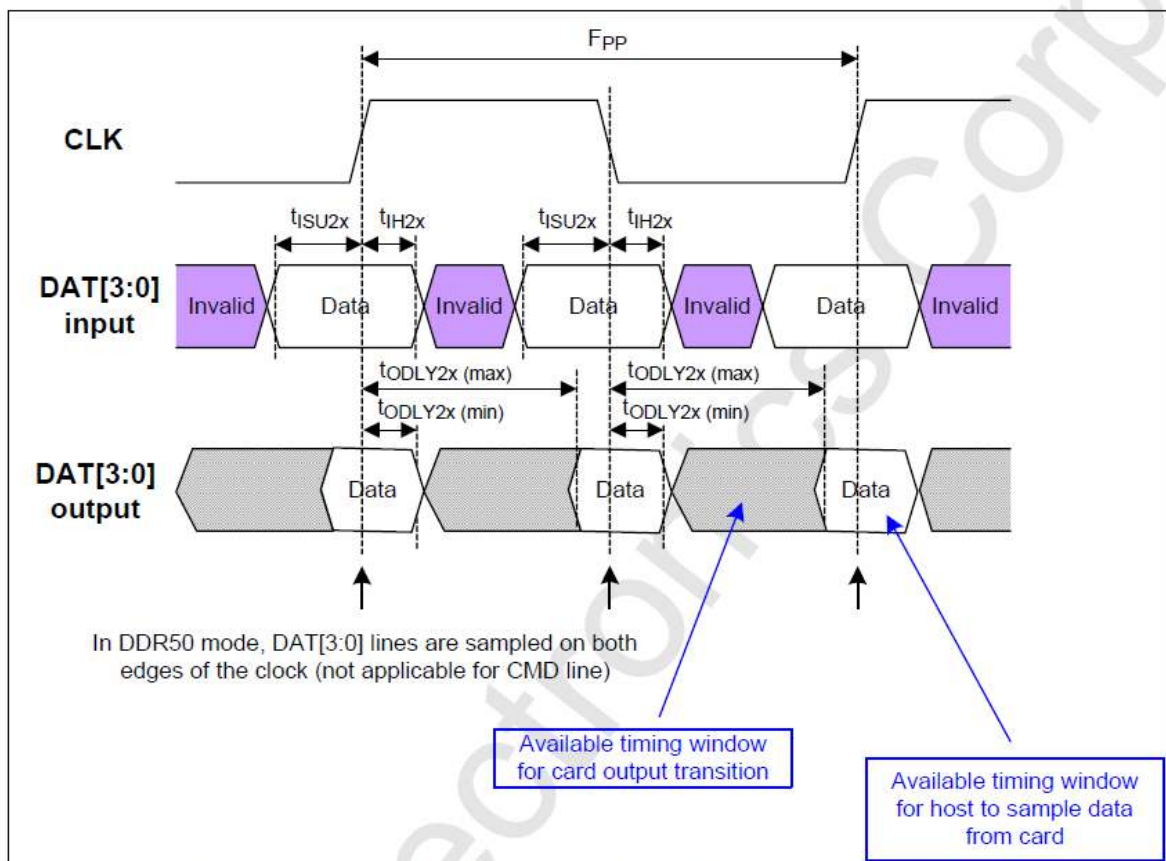 FPP
CLK
tISU2x tIH2x tISU2x tIH2x
DAT[3:0]
input
Invalid Data Invalid Data Invalid Data Invalid
tODLY2x (max) tODLY2x (max)
tODLY2x (min) tODLY2x (min)
DAT[3:0]
output
Data Data Data
In DDR50 mode, DAT[3:0] lines are sampled on both
edges of the clock (not applicable for CMD line)
Available timing window
for card output transition
Available timing window
for host to sample data
from card